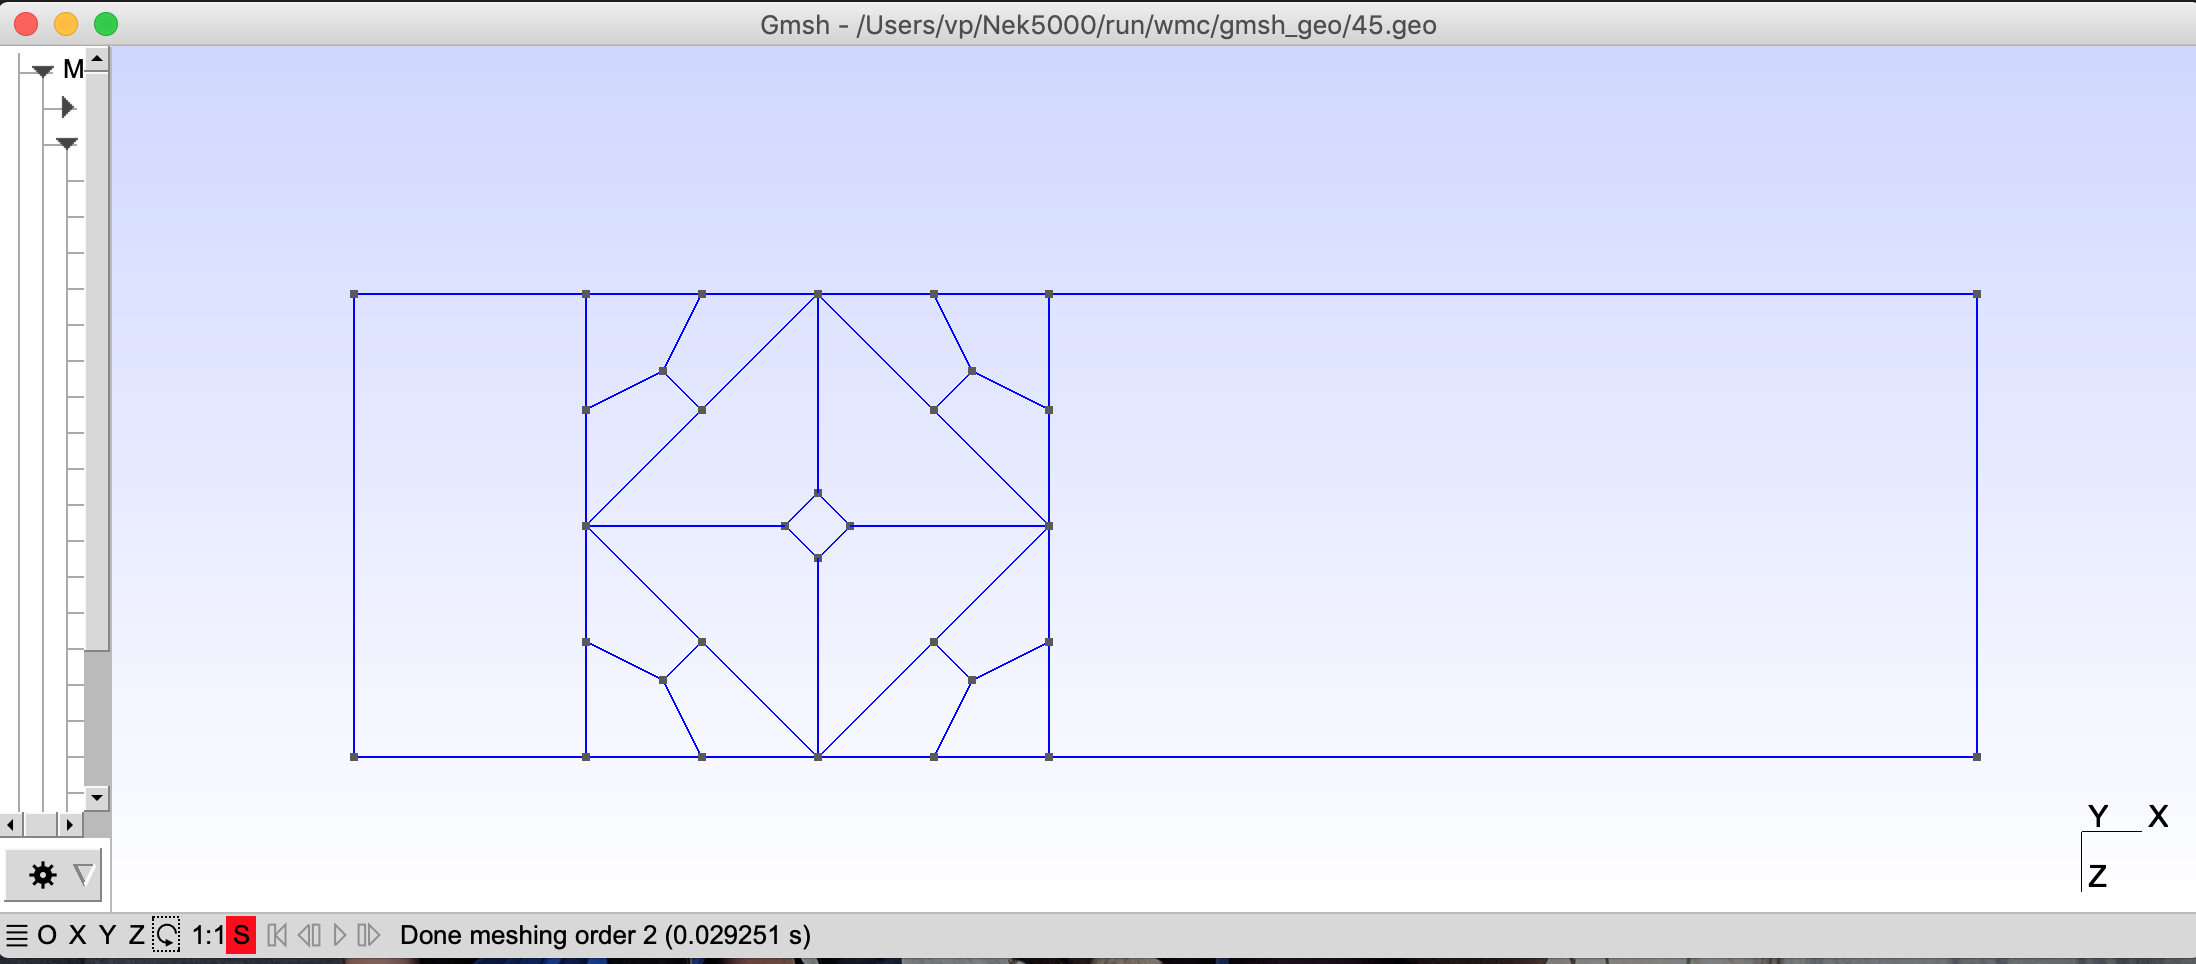 Gmsh - /Users/vp/Nek5000/run/wmc/gmsh_geo/45.geo
M
Y X
Z
O X Y Z 1:1 S Done meshing order 2 (0.029251 s)